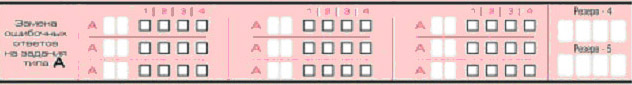 Замена
ошибочных
ответов
на задания
типа А
1 | 2 | 3 | 4
А
А
А
1 | 2 | 3 | 4
А
А
А
1 | 2 | 3 | 4
А
А
А
Резерв - 4
Резерв - 5